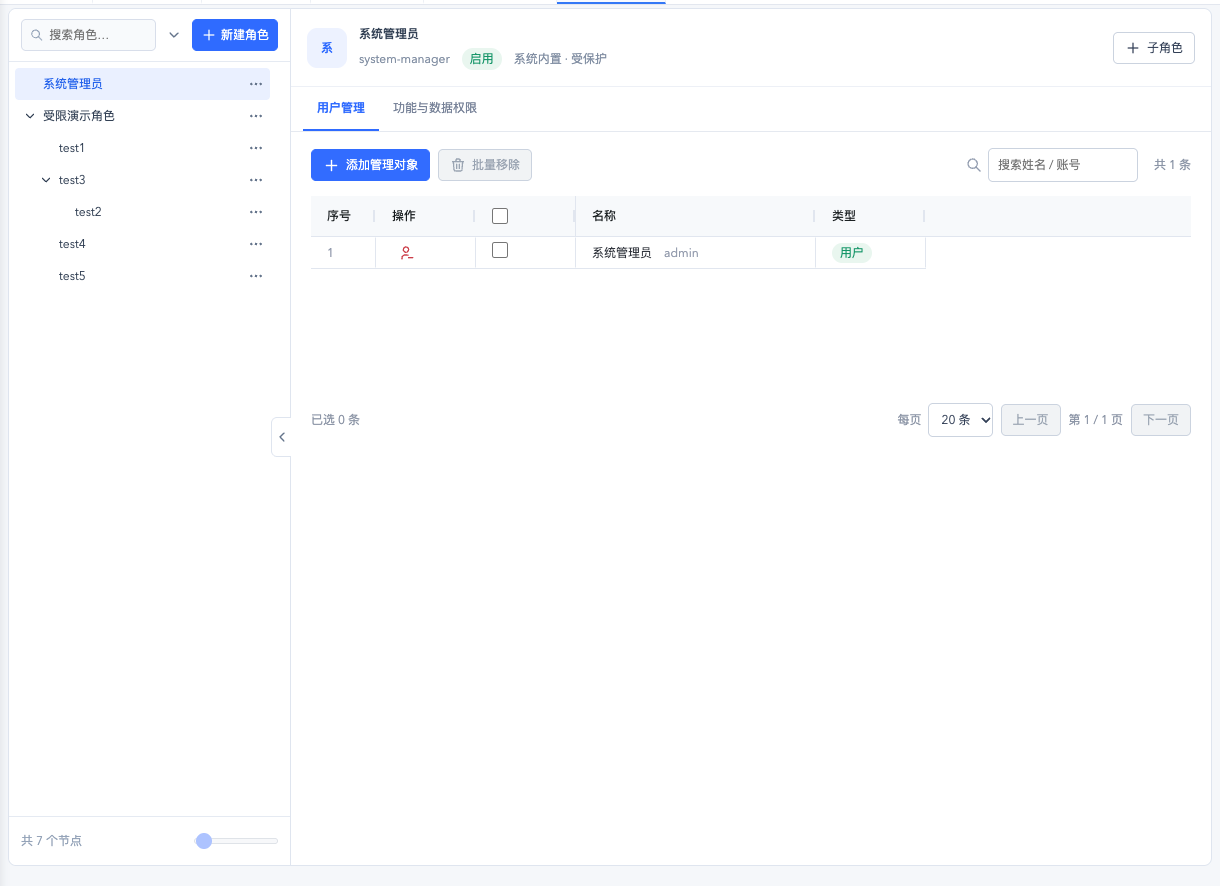 搜索角色...
新建角色
系统管理员
受限演示角色
test1
test3
test2
test4
test5
共 7 个节点
系
系统管理员
system-manager 启用 系统内置 · 受保护
子角色
用户管理 功能与数据权限
添加管理对象 批量移除 搜索姓名 / 账号 共 1 条
序号 操作 名称 类型
1 系统管理员 admin 用户
已选 0 条 每页 20 条 上一页 第 1 / 1 页 下一页